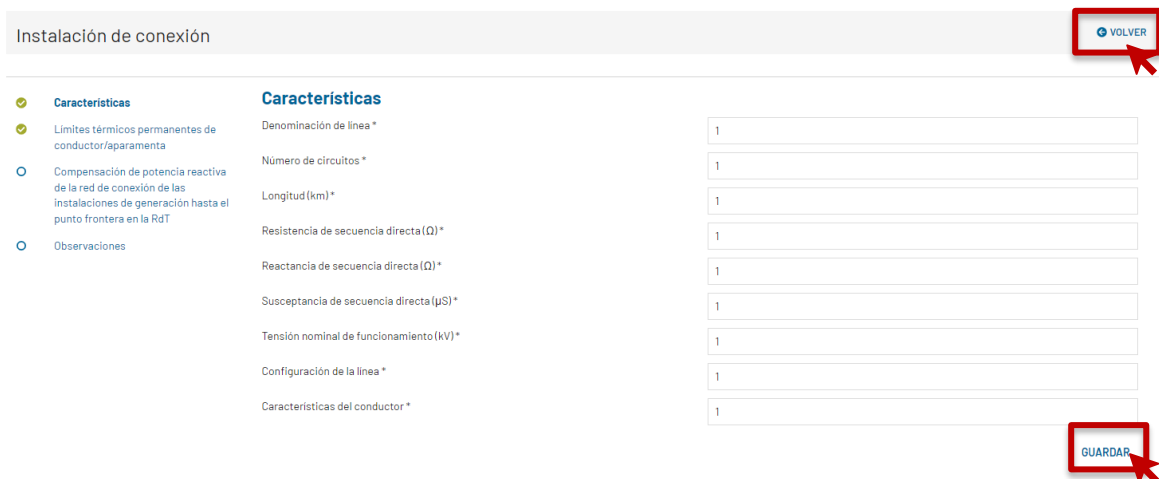 Instalación de conexión
VOLVER
Características
Límites térmicos permanentes de
conductor/aparamenta
Compensación de potencia reactiva
de la red de conexión de las
instalaciones de generación hasta el
punto frontera en la RdT
Observaciones
Características
Denominación de línea * 1
Número de circuitos * 1
Longitud (km) * 1
Resistencia de secuencia directa (Ω) * 1
Reactancia de secuencia directa (Ω) * 1
Susceptancia de secuencia directa (μS) * 1
Tensión nominal de funcionamiento (kV) * 1
Configuración de la línea * 1
Características del conductor * 1
GUARDAR